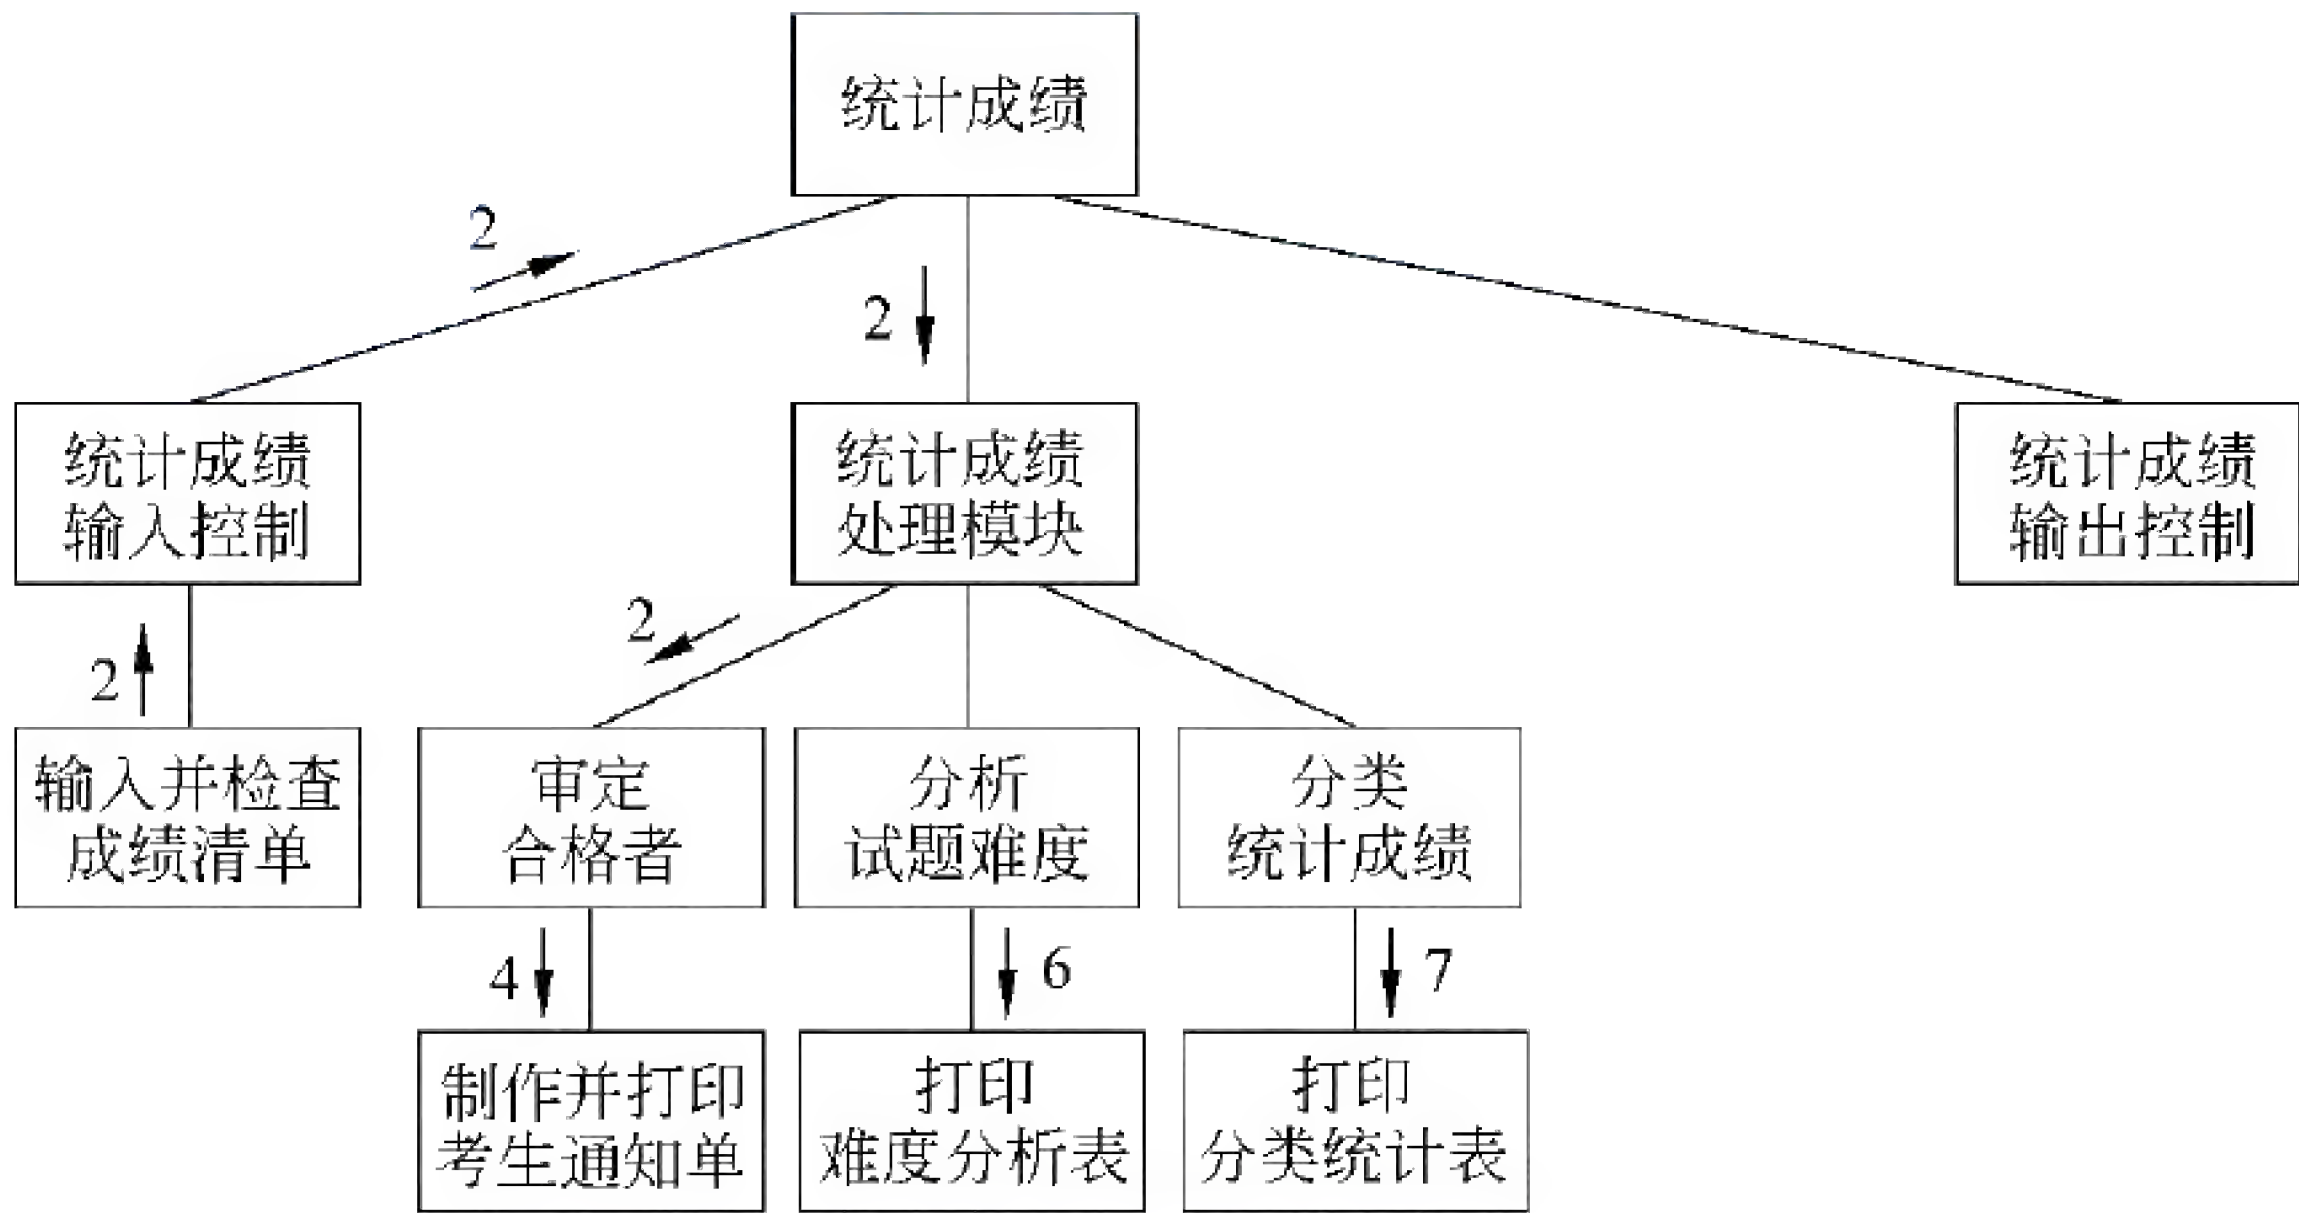 统计成绩
2
2
统计成绩
输入控制
统计成绩
处理模块
统计成绩
输出控制
2
2
输入并检查
成绩清单
审定
合格者
分析
试题难度
分类
统计成绩
4
6
7
制作并打印
考生通知单
打印
难度分析表
打印
分类统计表